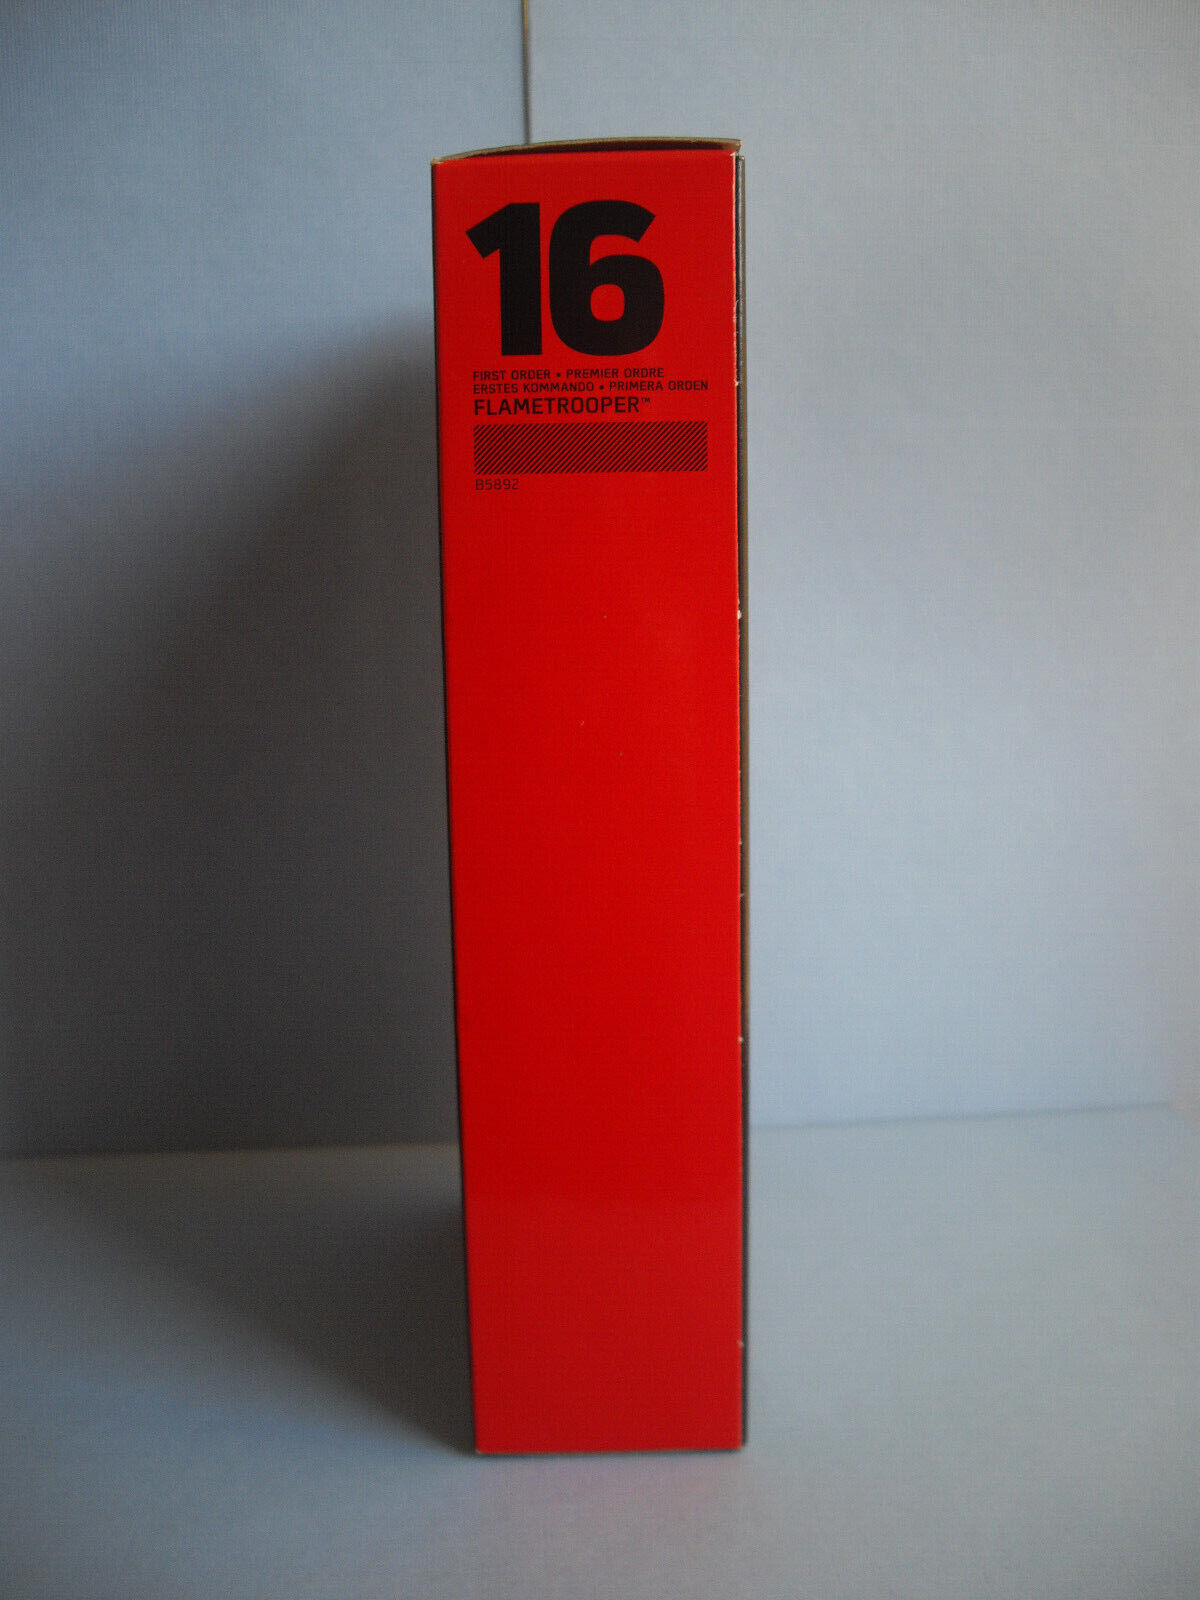 16
FIRST ORDER • PREMIER ORDRE
ERSTES KOMMANDO • PRIMERA ORDEN
FLAMETROOPER™
B5892